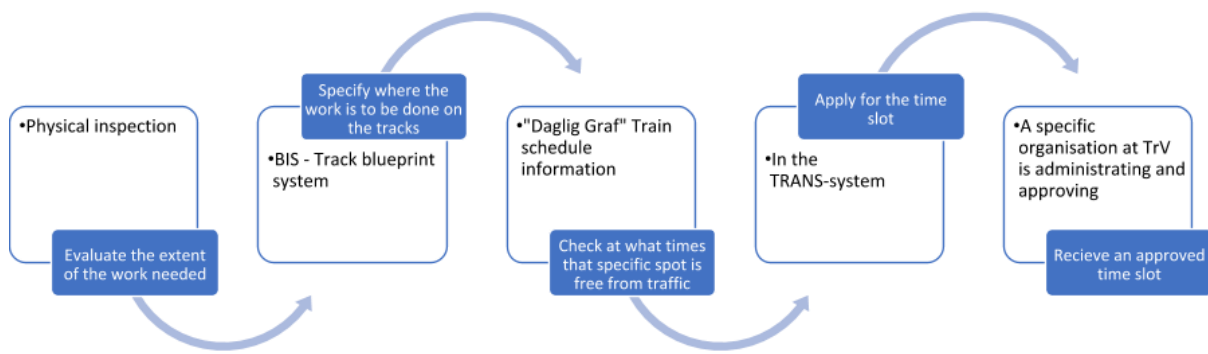 •Physical inspection
Evaluate the extent
of the work needed
Specify where the
work is to be done on
the tracks
•BIS - Track blueprint
system
•"Daglig Graf" Train
schedule
information
Check at what times
that specific spot is
free from traffic
Apply for the time
slot
•In the
TRANS-system
•A specific
organisation at TrV
is administrating and
approving
Recieve an approved
time slot